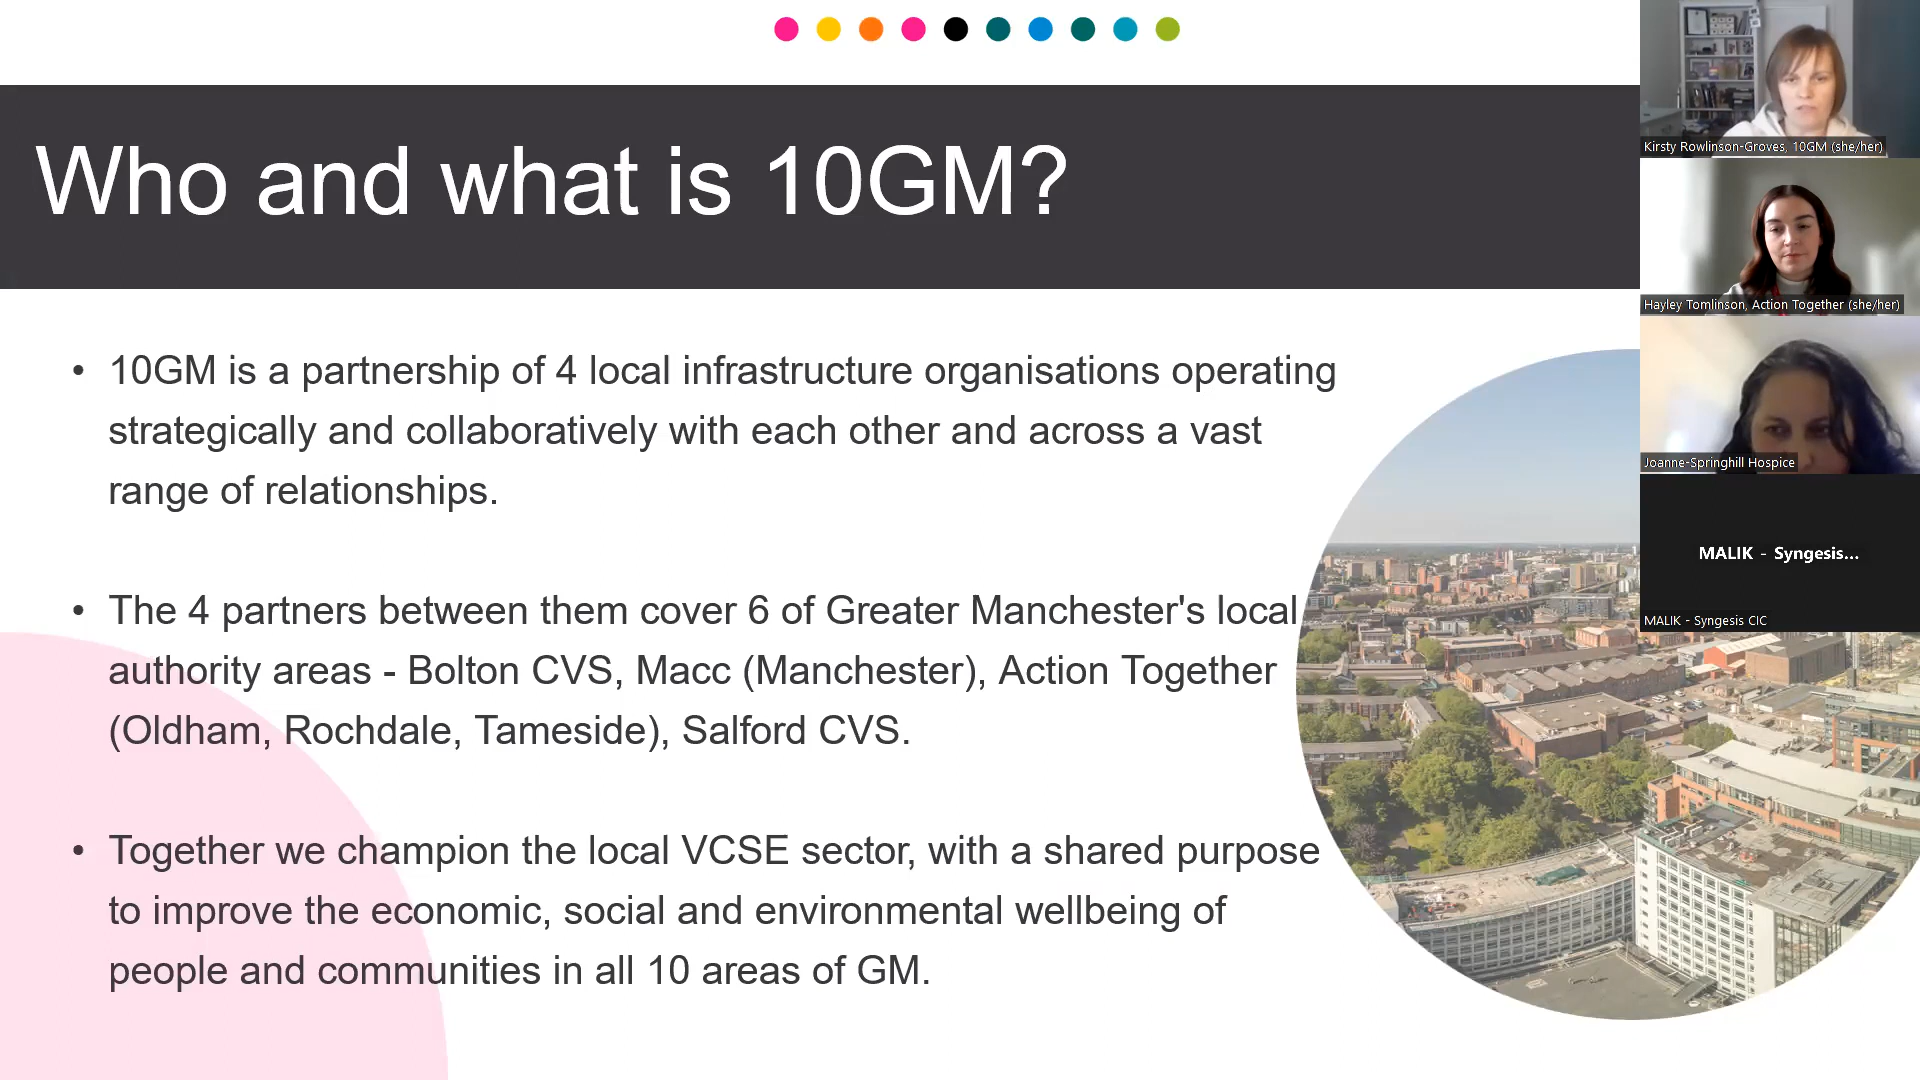 Who and what is 10GM?
• 10GM is a partnership of 4 local infrastructure organisations operating
strategically and collaboratively with each other and across a vast
range of relationships.
• The 4 partners between them cover 6 of Greater Manchester's local
authority areas - Bolton CVS, Macc (Manchester), Action Together
(Oldham, Rochdale, Tameside), Salford CVS.
• Together we champion the local VCSE sector, with a shared purpose
to improve the economic, social and environmental wellbeing of
people and communities in all 10 areas of GM.
Kirsty Rowlinson-Groves, 10GM (she/her)
Hayley Tomlinson, Action Together (she/her)
Joanne-Springhill Hospice
MALIK - Syngesis...
MALIK - Syngesis CIC